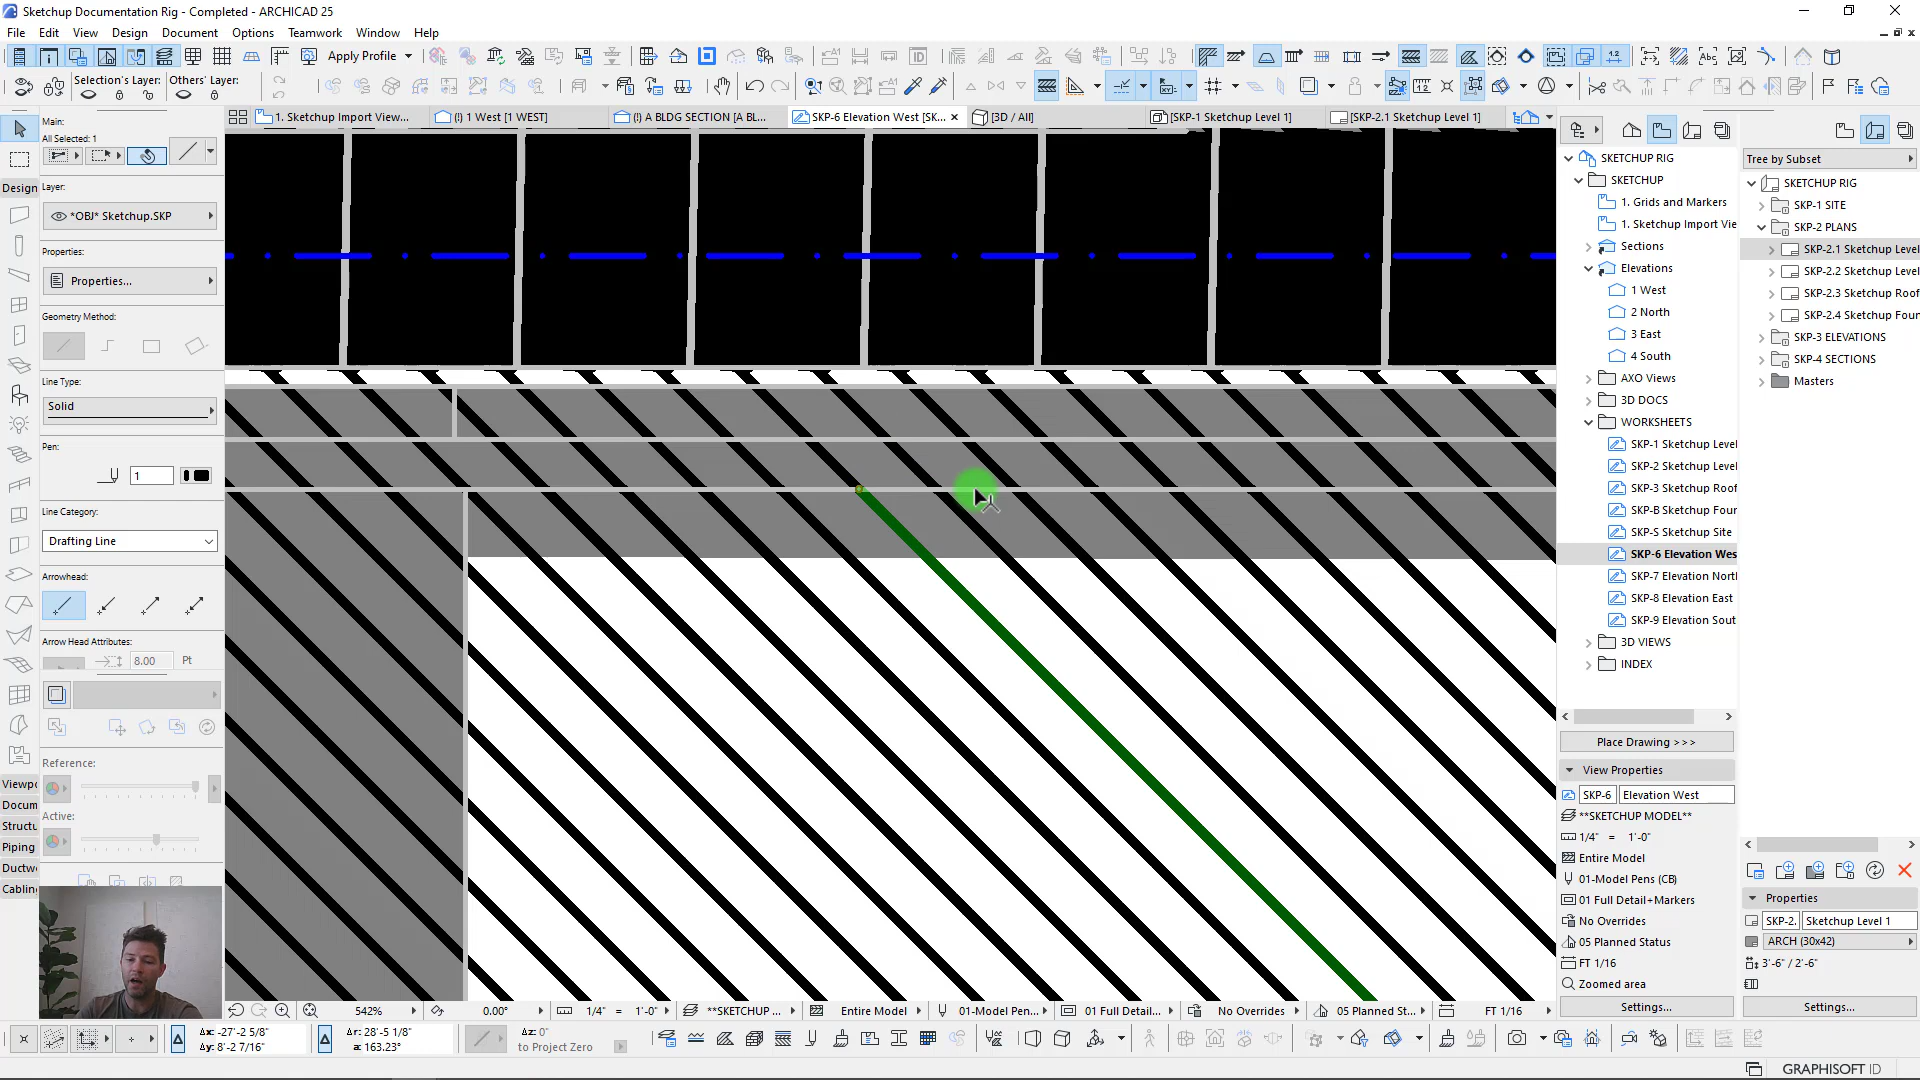 Sketchup Documentation Rig - Completed - ARCHICAD 25
File Edit View Design Document Options Teamwork Window Help
Apply Profile
Selection's Layer: Others' Layer:
1. Sketchup Import View...
(!) 1 West [1 WEST]
(!) A BLDG SECTION [A BL...
SKP-6 Elevation West [SK...
[3D / All]
[SKP-1 Sketchup Level 1]
[SKP-2.1 Sketchup Level 1]
Main:
All Selected: 1
Design
Layer:
*OBJ* Sketchup.SKP
Properties:
Properties...
Geometry Method:
Line Type:
Solid
Pen:
1
Line Category:
Drafting Line
Arrowhead:
Arrow Head Attributes:
8.00 Pt
Reference:
Active:
Viewpo
Docum
Structu
Piping
Ductw
Cabling
SKETCHUP RIG
SKETCHUP
1. Grids and Markers
1. Sketchup Import Vie
Sections
Elevations
1 West
2 North
3 East
4 South
AXO Views
3D DOCS
WORKSHEETS
SKP-1 Sketchup Level
SKP-2 Sketchup Level
SKP-3 Sketchup Roof
SKP-B Sketchup Four
SKP-S Sketchup Site
SKP-6 Elevation Wes
SKP-7 Elevation North
SKP-8 Elevation East
SKP-9 Elevation Sout
3D VIEWS
INDEX
Place Drawing >>>
View Properties
SKP-6 Elevation West
**SKETCHUP MODEL**
1/4" = 1'-0"
Entire Model
01-Model Pens (CB)
01 Full Detail+Markers
No Overrides
05 Planned Status
FT 1/16
Zoomed area
Settings...
Tree by Subset
SKETCHUP RIG
SKP-1 SITE
SKP-2 PLANS
SKP-2.1 Sketchup Level
SKP-2.2 Sketchup Level
SKP-2.3 Sketchup Roof
SKP-2.4 Sketchup Four
SKP-3 ELEVATIONS
SKP-4 SECTIONS
Masters
Properties
SKP-2. Sketchup Level 1
ARCH (30x42)
3'-6" / 2'-6"
Settings...
542% 0.00° 1/4" = 1'-0" **SKETCHUP ... Entire Model 01-Model Pen... 01 Full Detail... No Overrides 05 Planned St... FT 1/16
Δx: -27'-2 5/8" Δr: 28'-5 1/8" Δz: 0"
Δy: 8'-2 7/16" a: 163.23° to Project Zero
GRAPHISOFT ID